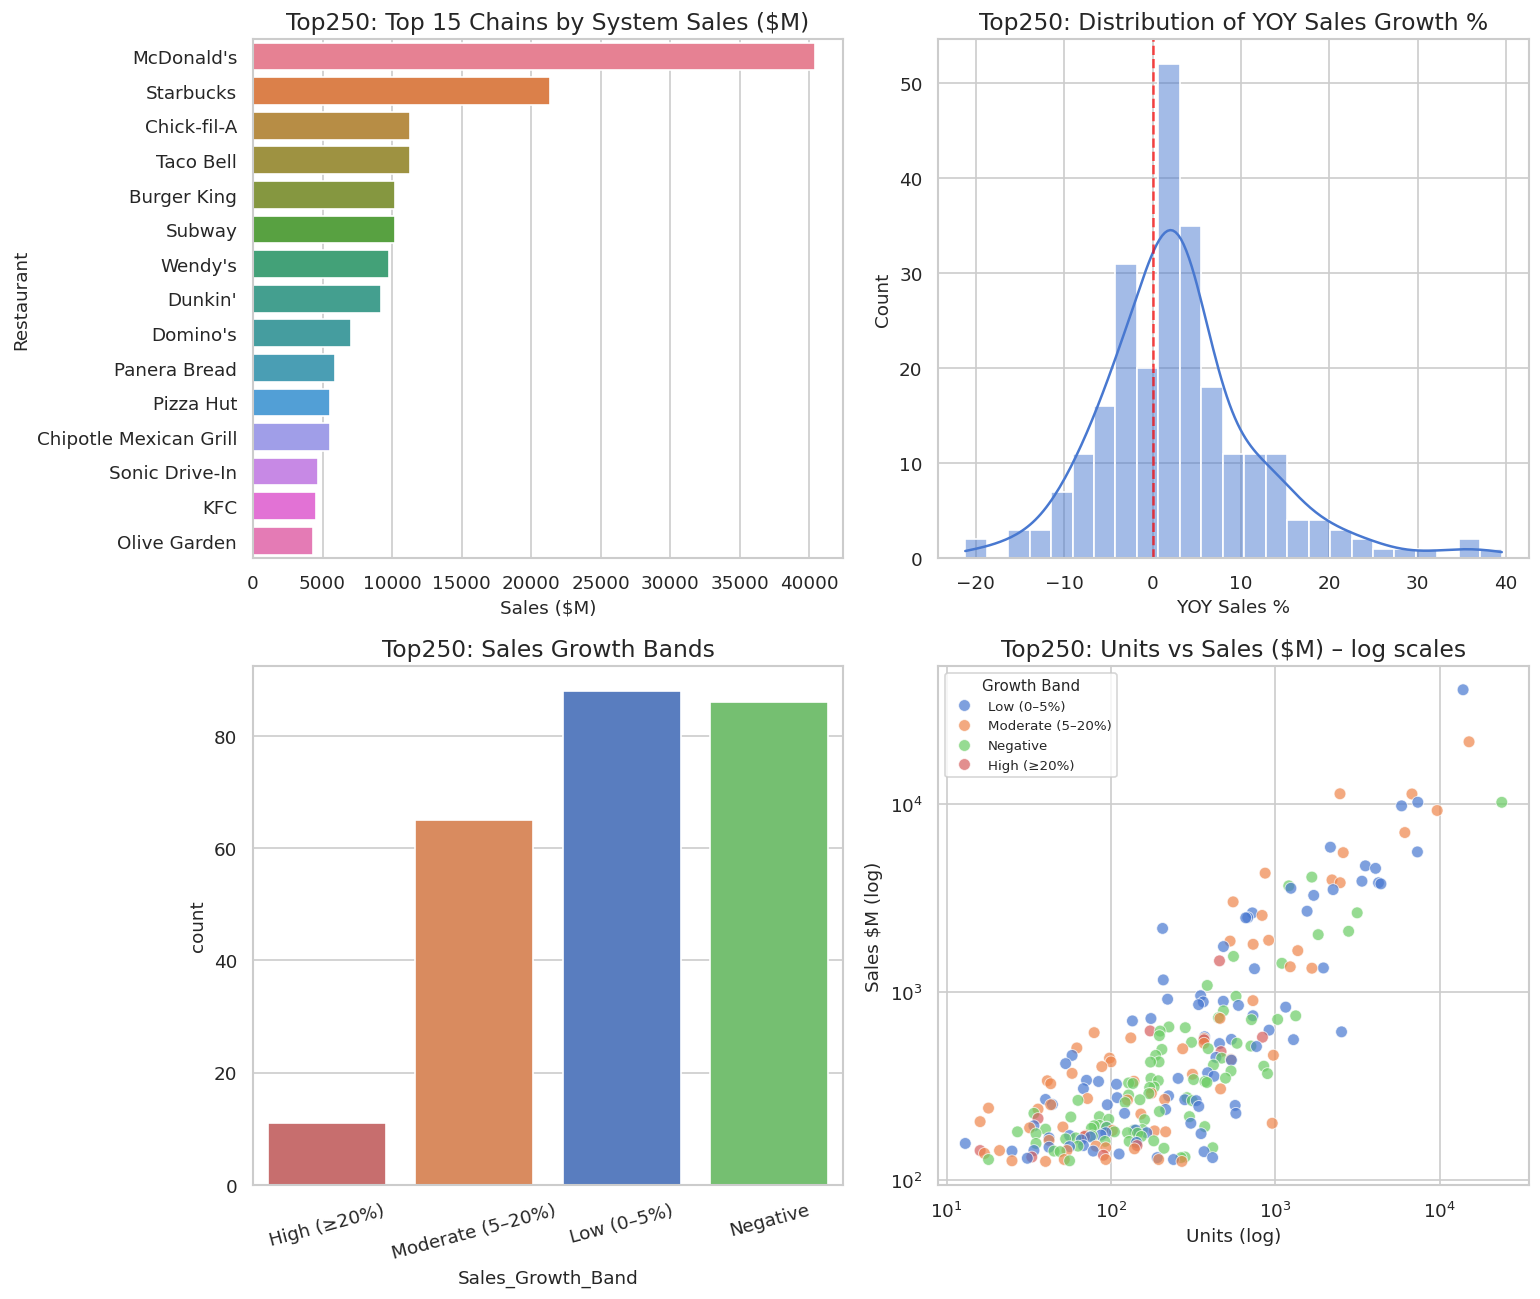 Top250: Top 15 Chains by System Sales ($M)
Restaurant
McDonald's
Starbucks
Chick-fil-A
Taco Bell
Burger King
Subway
Wendy's
Dunkin'
Domino's
Panera Bread
Pizza Hut
Chipotle Mexican Grill
Sonic Drive-In
KFC
Olive Garden
0 5000 10000 15000 20000 25000 30000 35000 40000
Sales ($M)
Top250: Distribution of YOY Sales Growth %
Count
50
40
30
20
10
0
−20 −10 0 10 20 30 40
YOY Sales %
Top250: Sales Growth Bands
count
80
60
40
20
0
High (≥20%) Moderate (5–20%) Low (0–5%) Negative
Sales_Growth_Band
Top250: Units vs Sales ($M) – log scales
Growth Band
Low (0–5%)
Moderate (5–20%)
Negative
High (≥20%)
Sales $M (log)
10⁴
10³
10²
10¹ 10² 10³ 10⁴
Units (log)